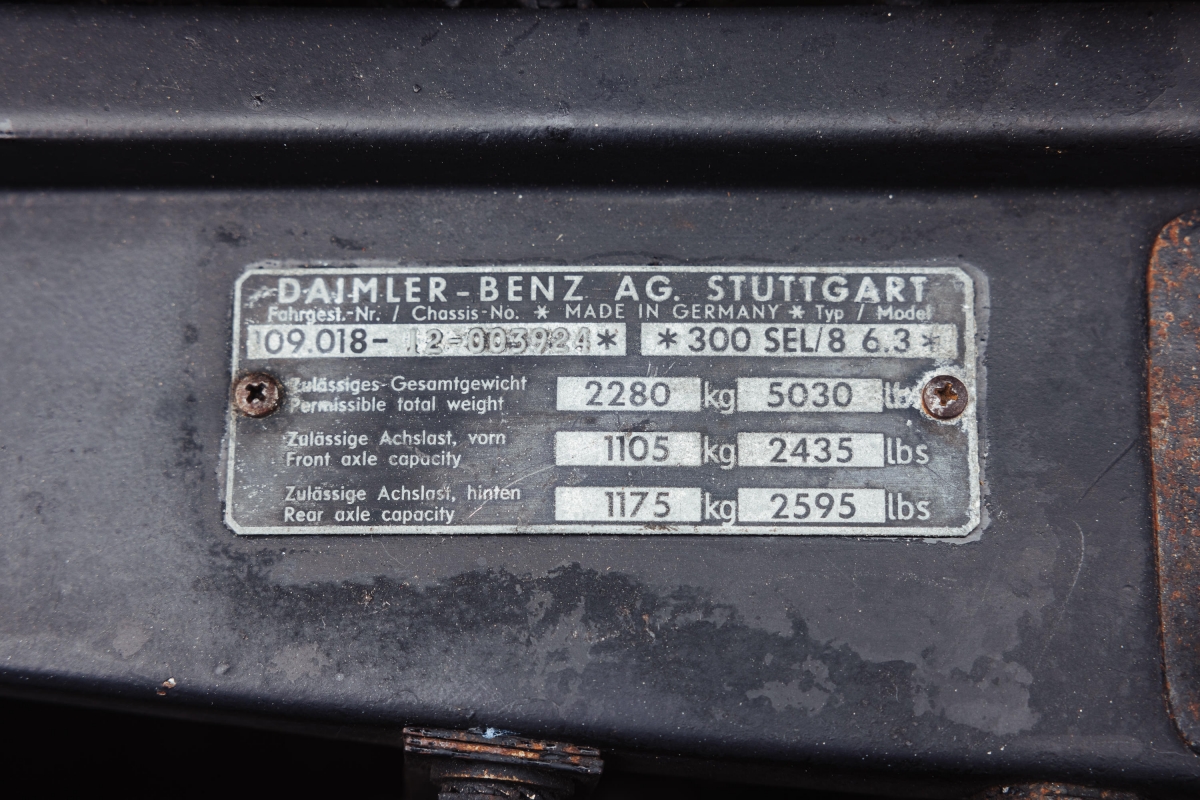 DAIMLER-BENZ AG. STUTTGART
Fahrgest.-Nr. / Chassis-No. * MADE IN GERMANY * Typ / Model
109.018- 12-003924* *300 SEL/8 6.3*
Zulässiges-Gesamtgewicht 2280 kg 5030 lbs
Permissible total weight
Zulässige Achslast, vorn 1105 kg 2435 lbs
Front axle capacity
Zulässige Achslast, hinten 1175 kg 2595 lbs
Rear axle capacity